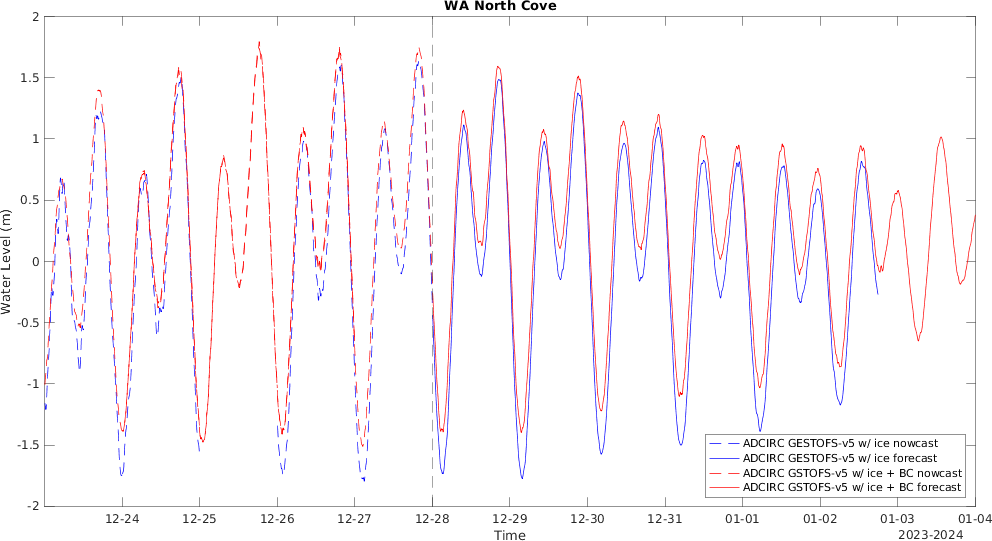 WA North Cove
2
1.5
1
0.5
0
-0.5
-1
-1.5
-2
Water Level (m)
12-24 12-25 12-26 12-27 12-28 12-29 12-30 12-31 01-01 01-02 01-03 01-04
Time
2023-2024
ADCIRC GESTOFS-v5 w/ ice nowcast
ADCIRC GESTOFS-v5 w/ ice forecast
ADCIRC GSTOFS-v5 w/ ice + BC nowcast
ADCIRC GSTOFS-v5 w/ ice + BC forecast